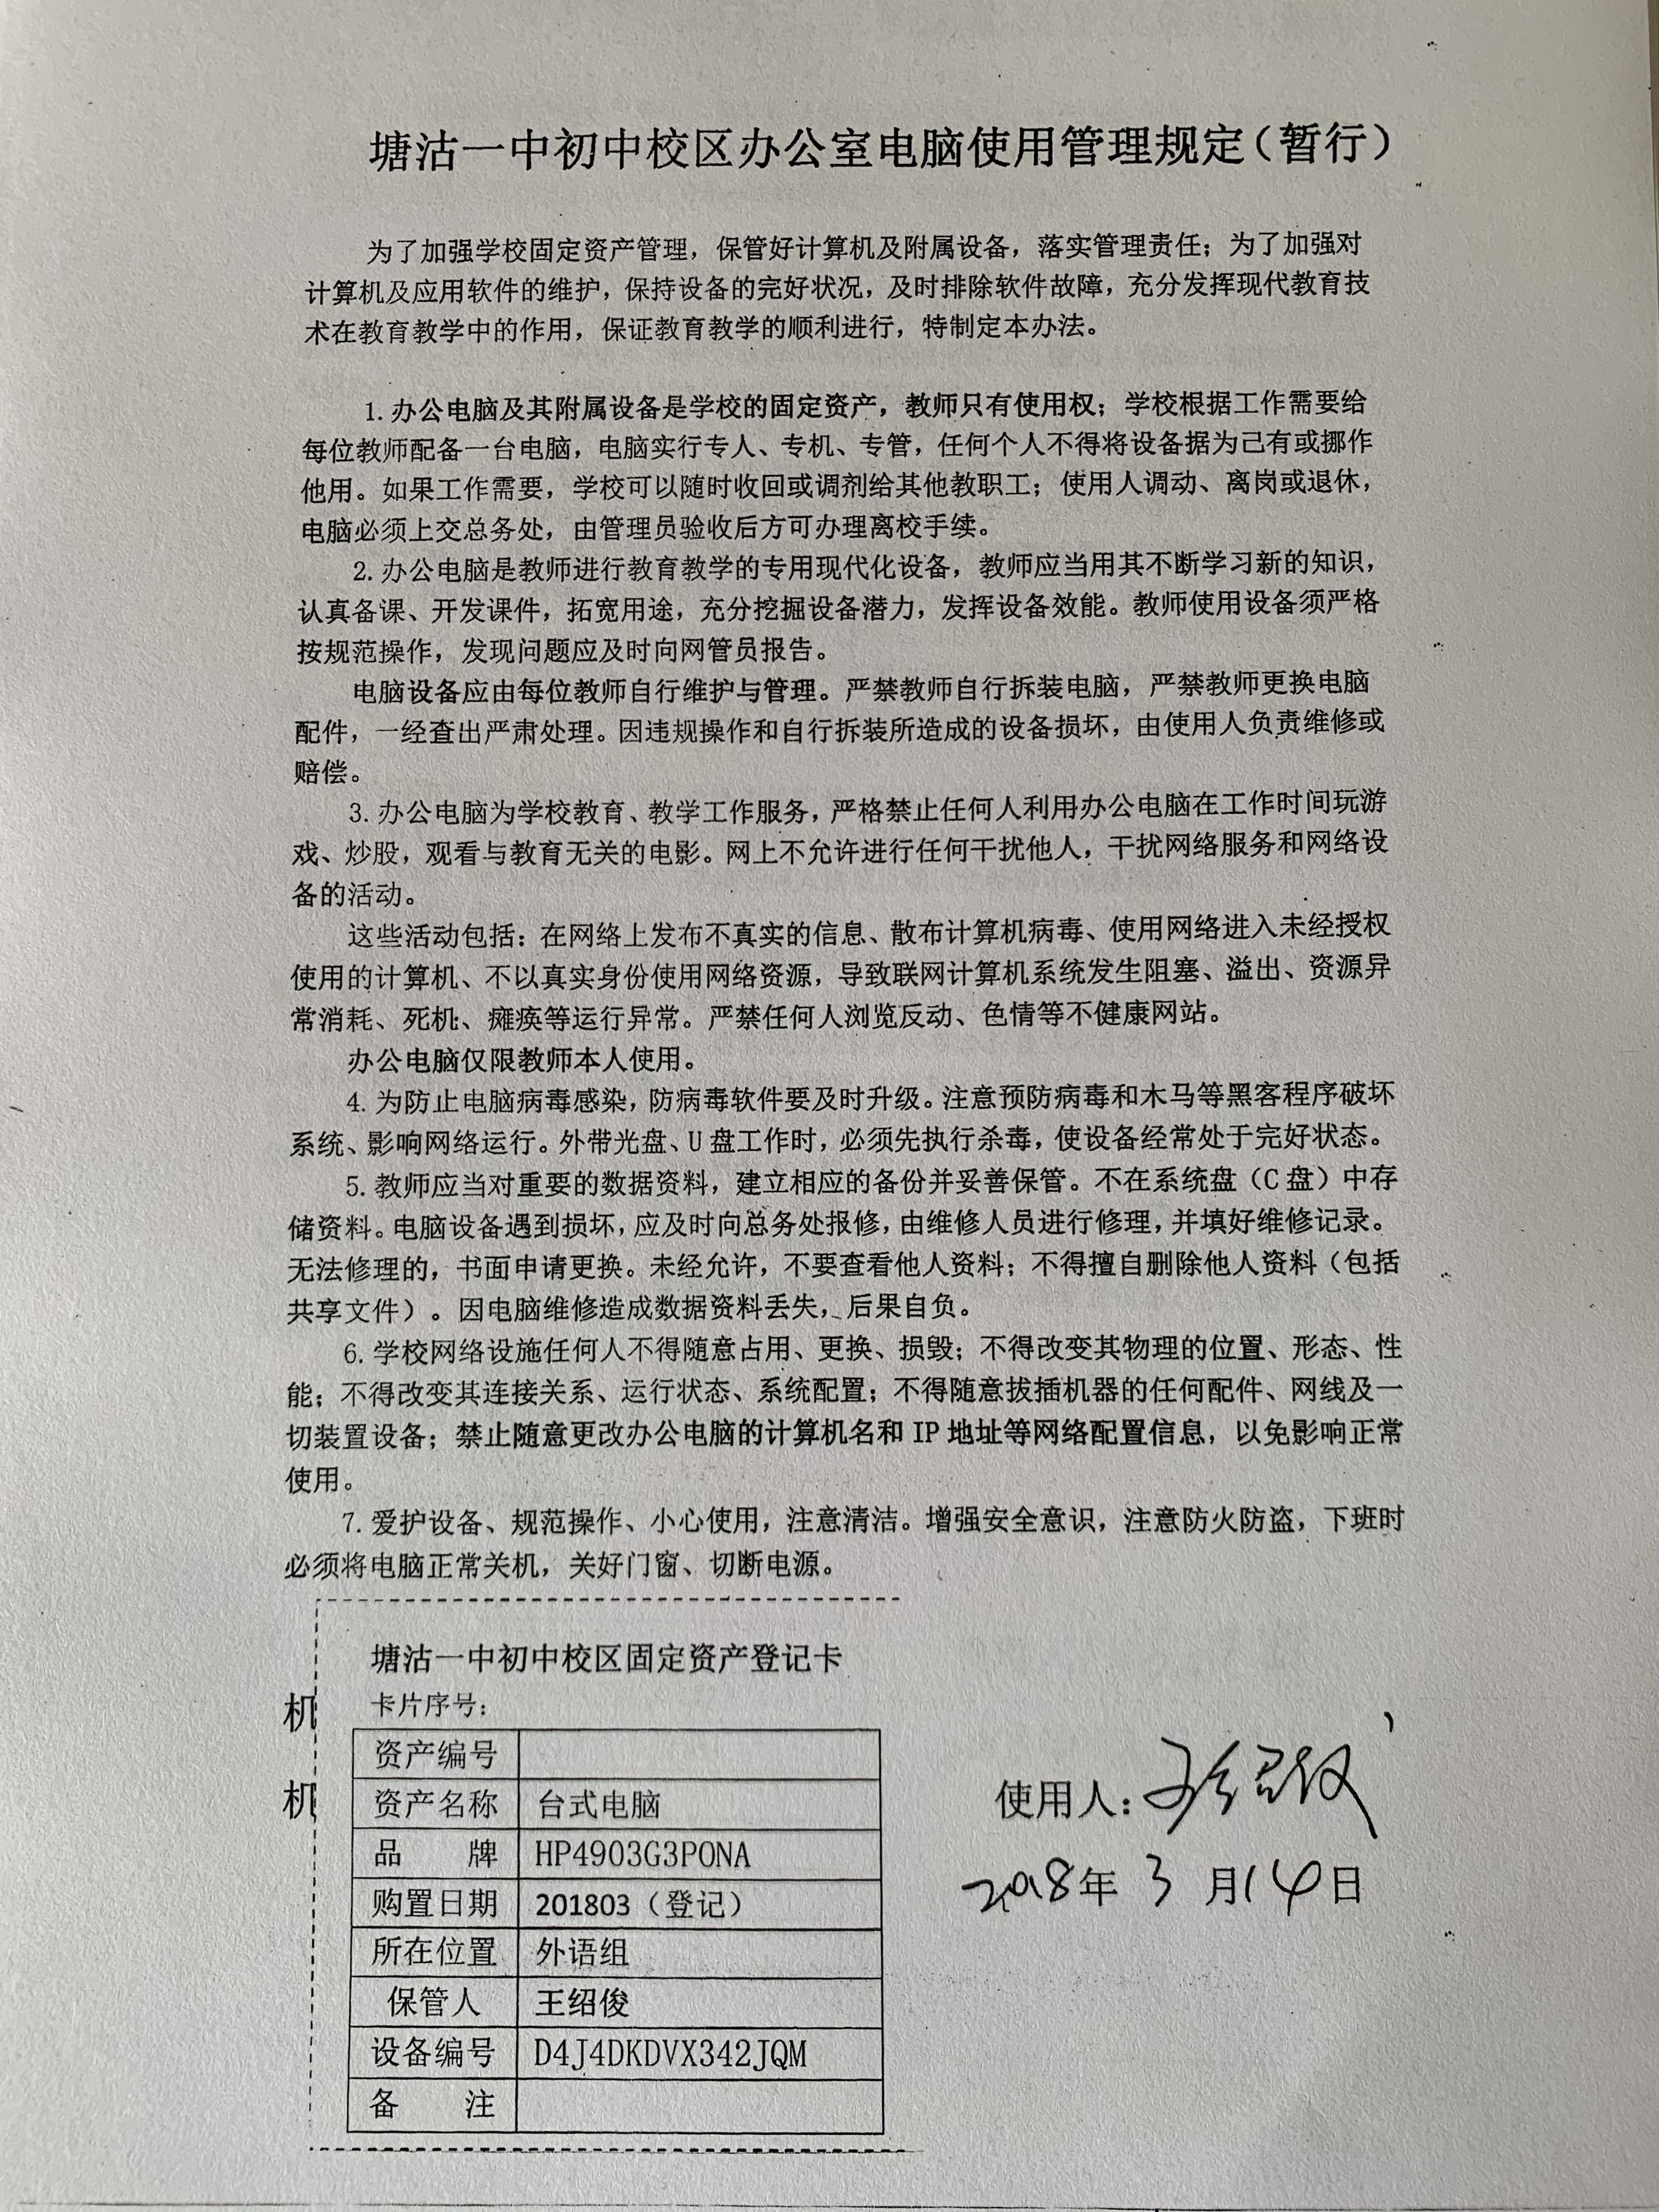 塘沽一中初中校区办公室电脑使用管理规定（暂行）
为了加强学校固定资产管理，保管好计算机及附属设备，落实管理责任；为了加强对
计算机及应用软件的维护，保持设备的完好状况，及时排除软件故障，充分发挥现代教育技
术在教育教学中的作用，保证教育教学的顺利进行，特制定本办法。
1.办公电脑及其附属设备是学校的固定资产，教师只有使用权；学校根据工作需要给
每位教师配备一台电脑，电脑实行专人、专机、专管，任何个人不得将设备据为己有或挪作
他用。如果工作需要，学校可以随时收回或调剂给其他教职工；使用人调动、离岗或退休，
电脑必须上交总务处，由管理员验收后方可办理离校手续。
2.办公电脑是教师进行教育教学的专用现代化设备，教师应当用其不断学习新的知识，
认真备课、开发课件，拓宽用途，充分挖掘设备潜力，发挥设备效能。教师使用设备须严格
按规范操作，发现问题应及时向网管员报告。
电脑设备应由每位教师自行维护与管理。严禁教师自行拆装电脑，严禁教师更换电脑
配件，一经查出严肃处理。因违规操作和自行拆装所造成的设备损坏，由使用人负责维修或
赔偿。
3.办公电脑为学校教育、教学工作服务，严格禁止任何人利用办公电脑在工作时间玩游
戏、炒股，观看与教育无关的电影。网上不允许进行任何干扰他人，干扰网络服务和网络设
备的活动。
这些活动包括：在网络上发布不真实的信息、散布计算机病毒、使用网络进入未经授权
使用的计算机、不以真实身份使用网络资源，导致联网计算机系统发生阻塞、溢出、资源异
常消耗、死机、瘫痪等运行异常。严禁任何人浏览反动、色情等不健康网站。
办公电脑仅限教师本人使用。
4.为防止电脑病毒感染，防病毒软件要及时升级。注意预防病毒和木马等黑客程序破坏
系统、影响网络运行。外带光盘、U盘工作时，必须先执行杀毒，使设备经常处于完好状态。
5.教师应当对重要的数据资料，建立相应的备份并妥善保管。不在系统盘（C盘）中存
储资料。电脑设备遇到损坏，应及时向总务处报修，由维修人员进行修理，并填好维修记录。
无法修理的，书面申请更换。未经允许，不要查看他人资料；不得擅自删除他人资料（包括
共享文件）。因电脑维修造成数据资料丢失，后果自负。
6.学校网络设施任何人不得随意占用、更换、损毁；不得改变其物理的位置、形态、性
能；不得改变其连接关系、运行状态、系统配置；不得随意拔插机器的任何配件、网线及一
切装置设备；禁止随意更改办公电脑的计算机名和IP地址等网络配置信息，以免影响正常
使用。
7.爱护设备、规范操作、小心使用，注意清洁。增强安全意识，注意防火防盗，下班时
必须将电脑正常关机，关好门窗、切断电源。
塘沽一中初中校区固定资产登记卡
机 卡片序号：
资产编号
机 资产名称 台式电脑
品 牌 HP4903G3PONA
购置日期 201803（登记）
所在位置 外语组
保管人 王绍俊
设备编号 D4J4DKDVX342JQM
备 注
使用人：王绍俊
2018年3月14日